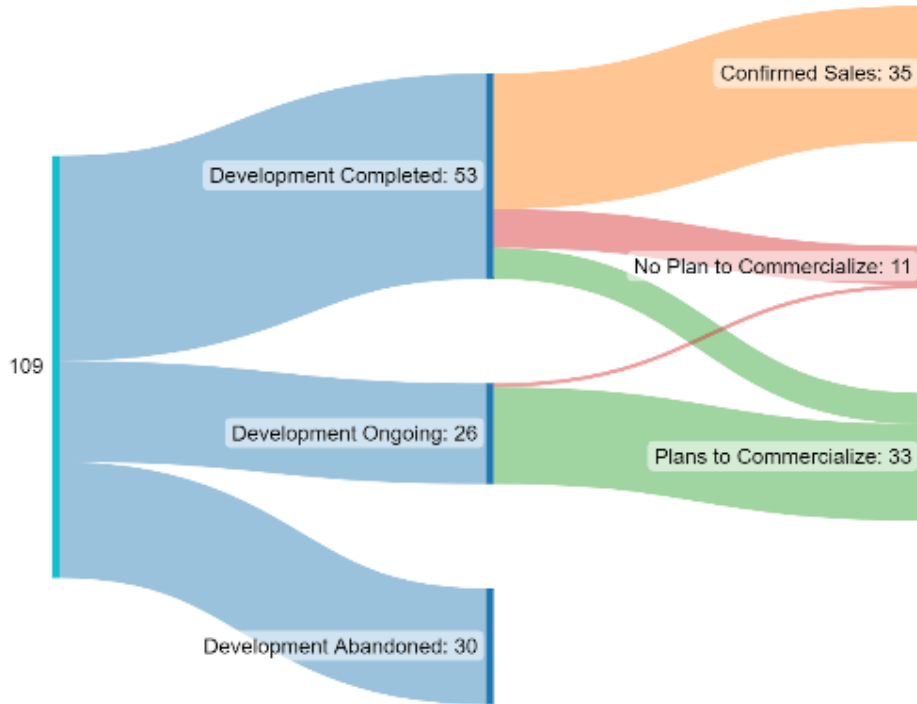 Confirmed Sales: 35
Development Completed: 53
No Plan to Commercialize: 11
109
Development Ongoing: 26
Plans to Commercialize: 33
Development Abandoned: 30